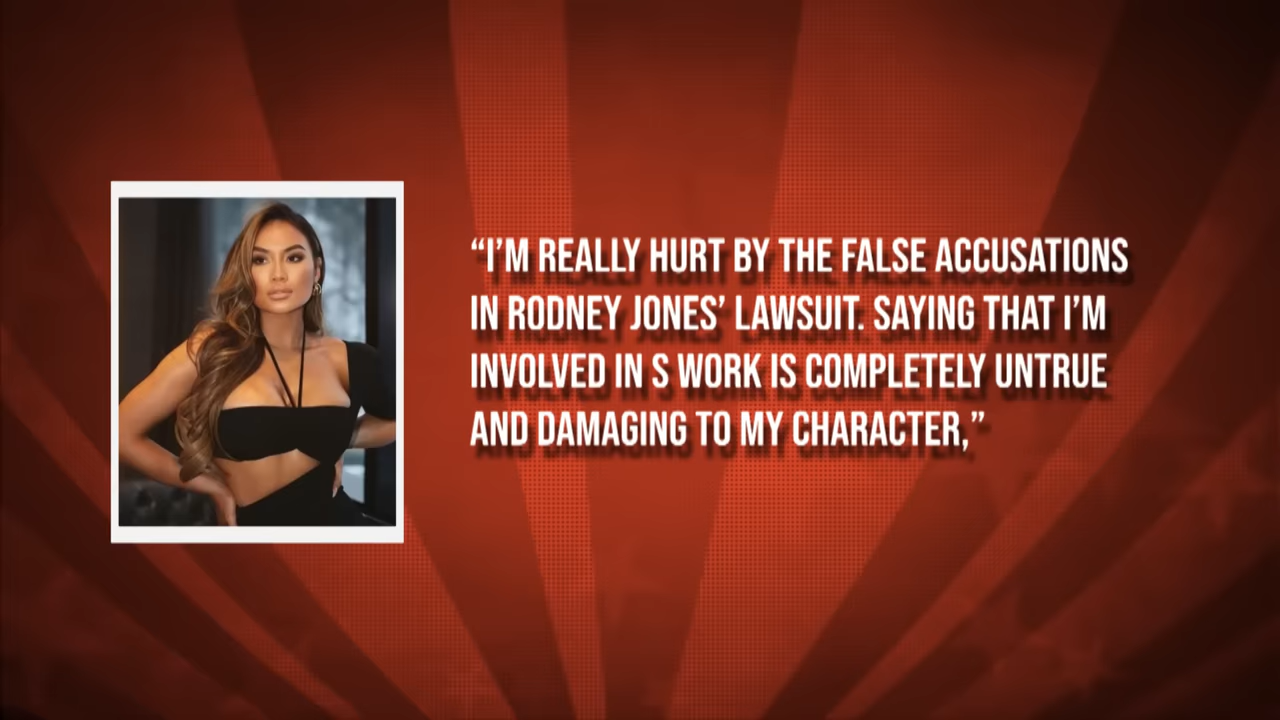 “I’M REALLY HURT BY THE FALSE ACCUSATIONS
IN RODNEY JONES’ LAWSUIT. SAYING THAT I’M
INVOLVED IN S WORK IS COMPLETELY UNTRUE
AND DAMAGING TO MY CHARACTER,”